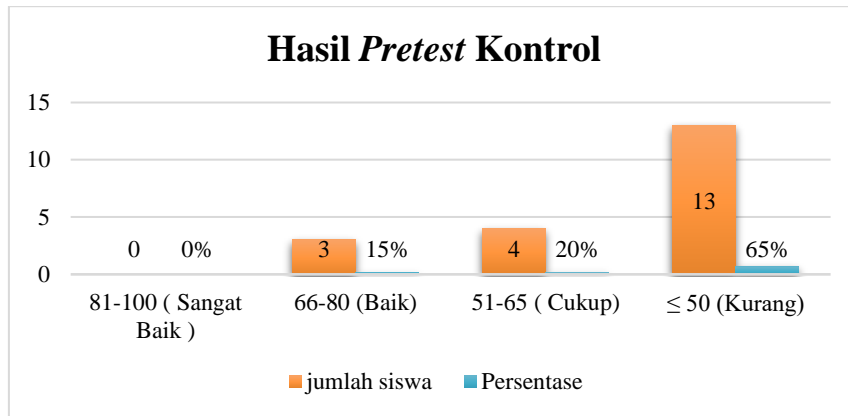 Hasil Pretest Kontrol
15
10
5
0
0 0%
3 15%
4 20%
13
65%
81-100 ( Sangat
Baik )
66-80 (Baik)
51-65 ( Cukup)
≤ 50 (Kurang)
jumlah siswa
Persentase